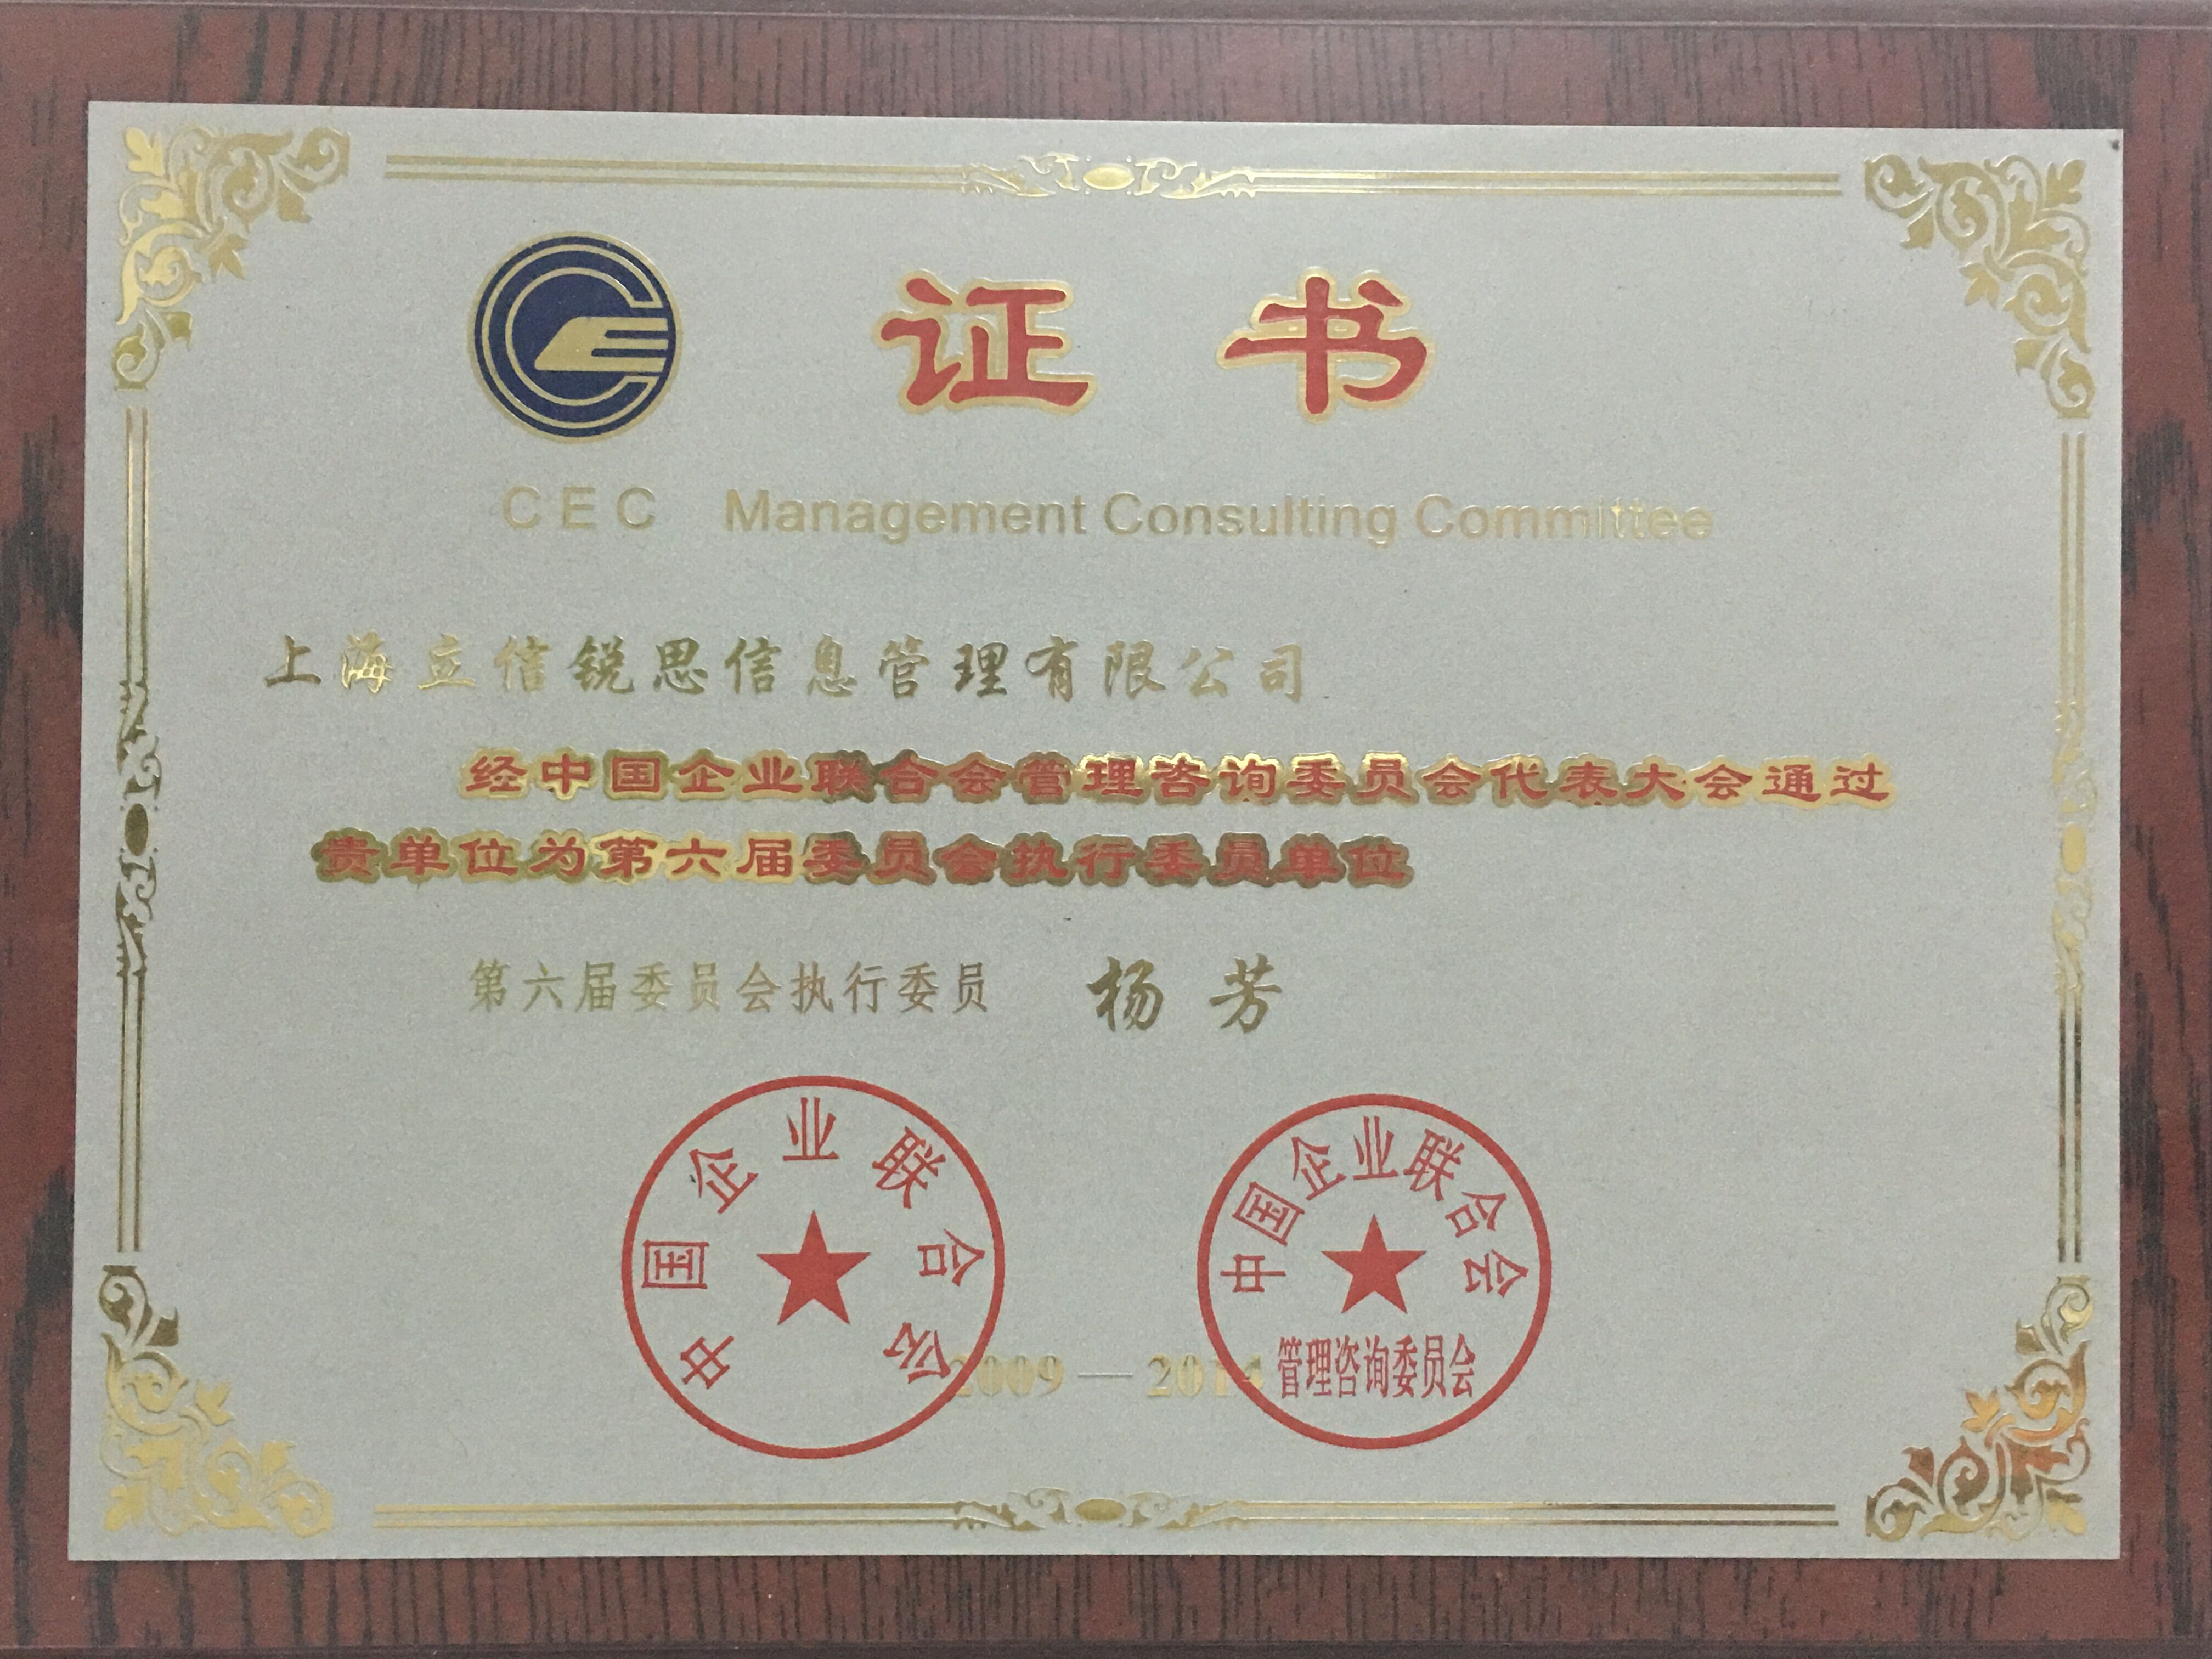 证书
CEC Management Consulting Committee
上海立信锐思信息管理有限公司
经中国企业联合会管理咨询委员会代表大会通过
贵单位为第六届委员会执行委员单位
第六届委员会执行委员 杨芳
中国企业联合会
中国企业联合会
管理咨询委员会
2009—2014